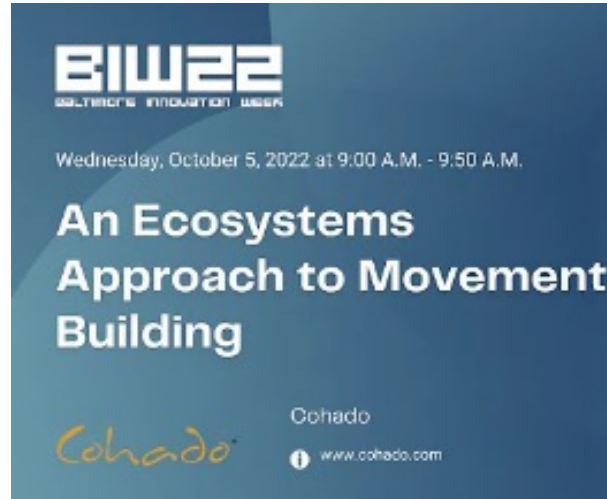 BIW22
BALTIMORE INNOVATION WEEK
Wednesday, October 5, 2022 at 9:00 A.M. - 9:50 A.M.
An Ecosystems
Approach to Movement
Building
Cohado
Cohado
www.cohado.com